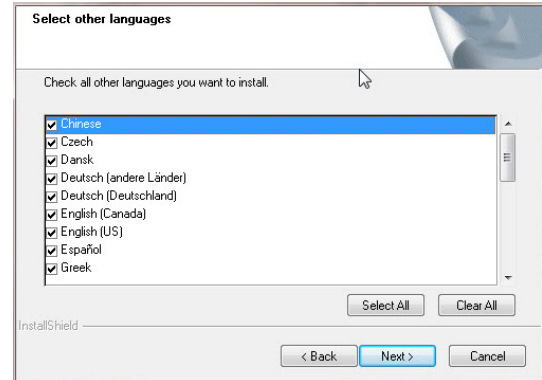 Select other languages
Check all other languages you want to install.
Chinese
Czech
Dansk
Deutsch (andere Länder)
Deutsch (Deutschland)
English (Canada)
English (US)
Español
Greek
Select All
Clear All
InstallShield
< Back
Next >
Cancel